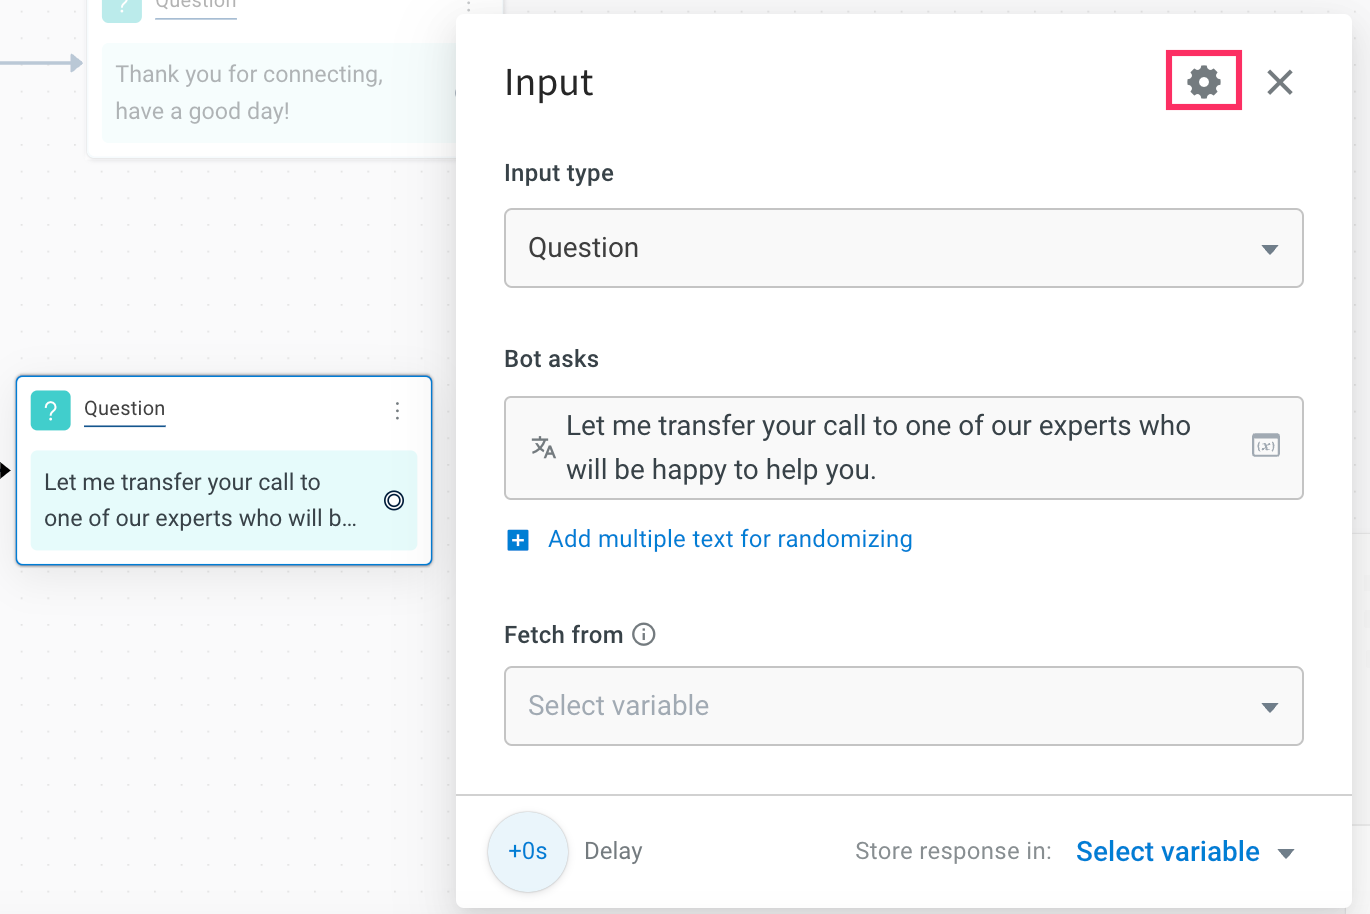 Question
Thank you for connecting,
have a good day!
Question
Let me transfer your call to
one of our experts who will b...
Input
Input type
Question
Bot asks
Let me transfer your call to one of our experts who
will be happy to help you.
Add multiple text for randomizing
Fetch from
Select variable
+0s Delay Store response in: Select variable